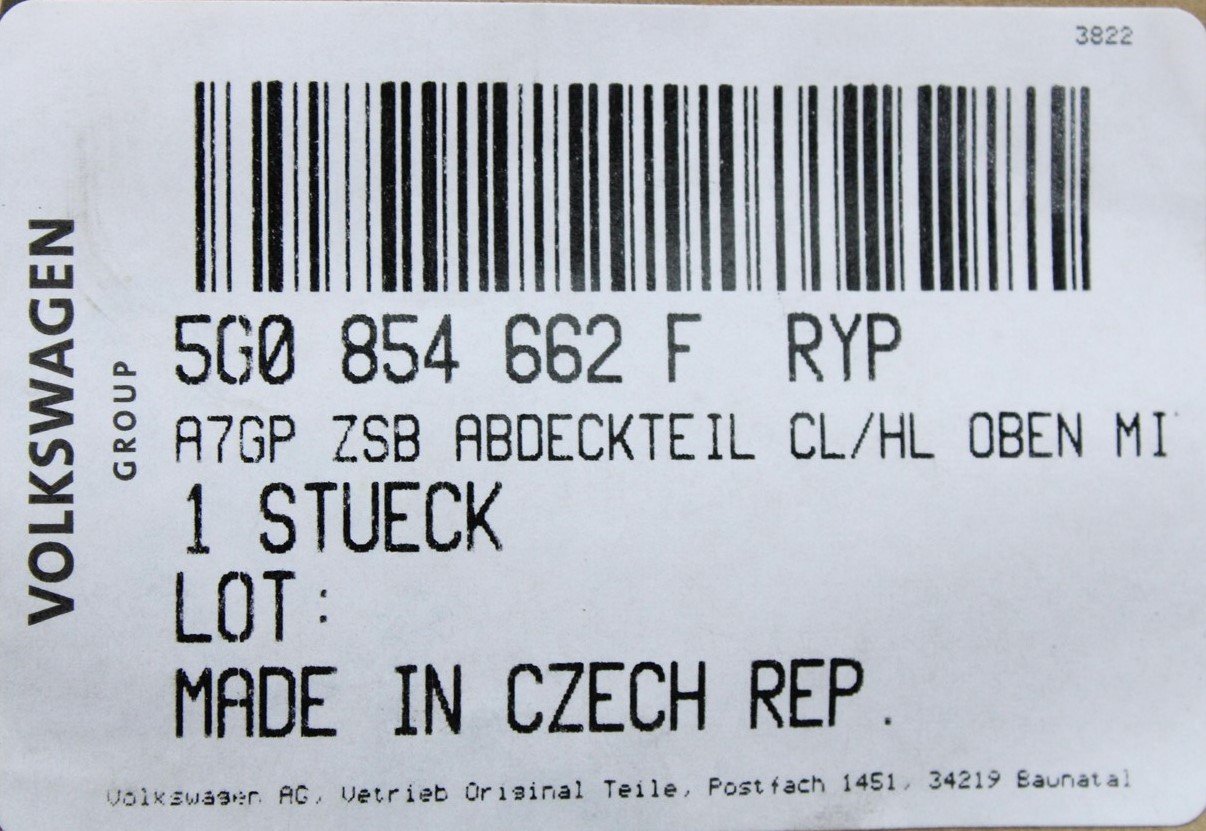 3822
VOLKSWAGEN
GROUP
5G0 854 662 F RYP
A7GP ZSB ABDECKTEIL CL/HL OBEN MI
1 STUECK
LOT:
MADE IN CZECH REP.
Volkswagen AG, Vetrieb Original Teile, Postfach 1451, 34219 Baunatal